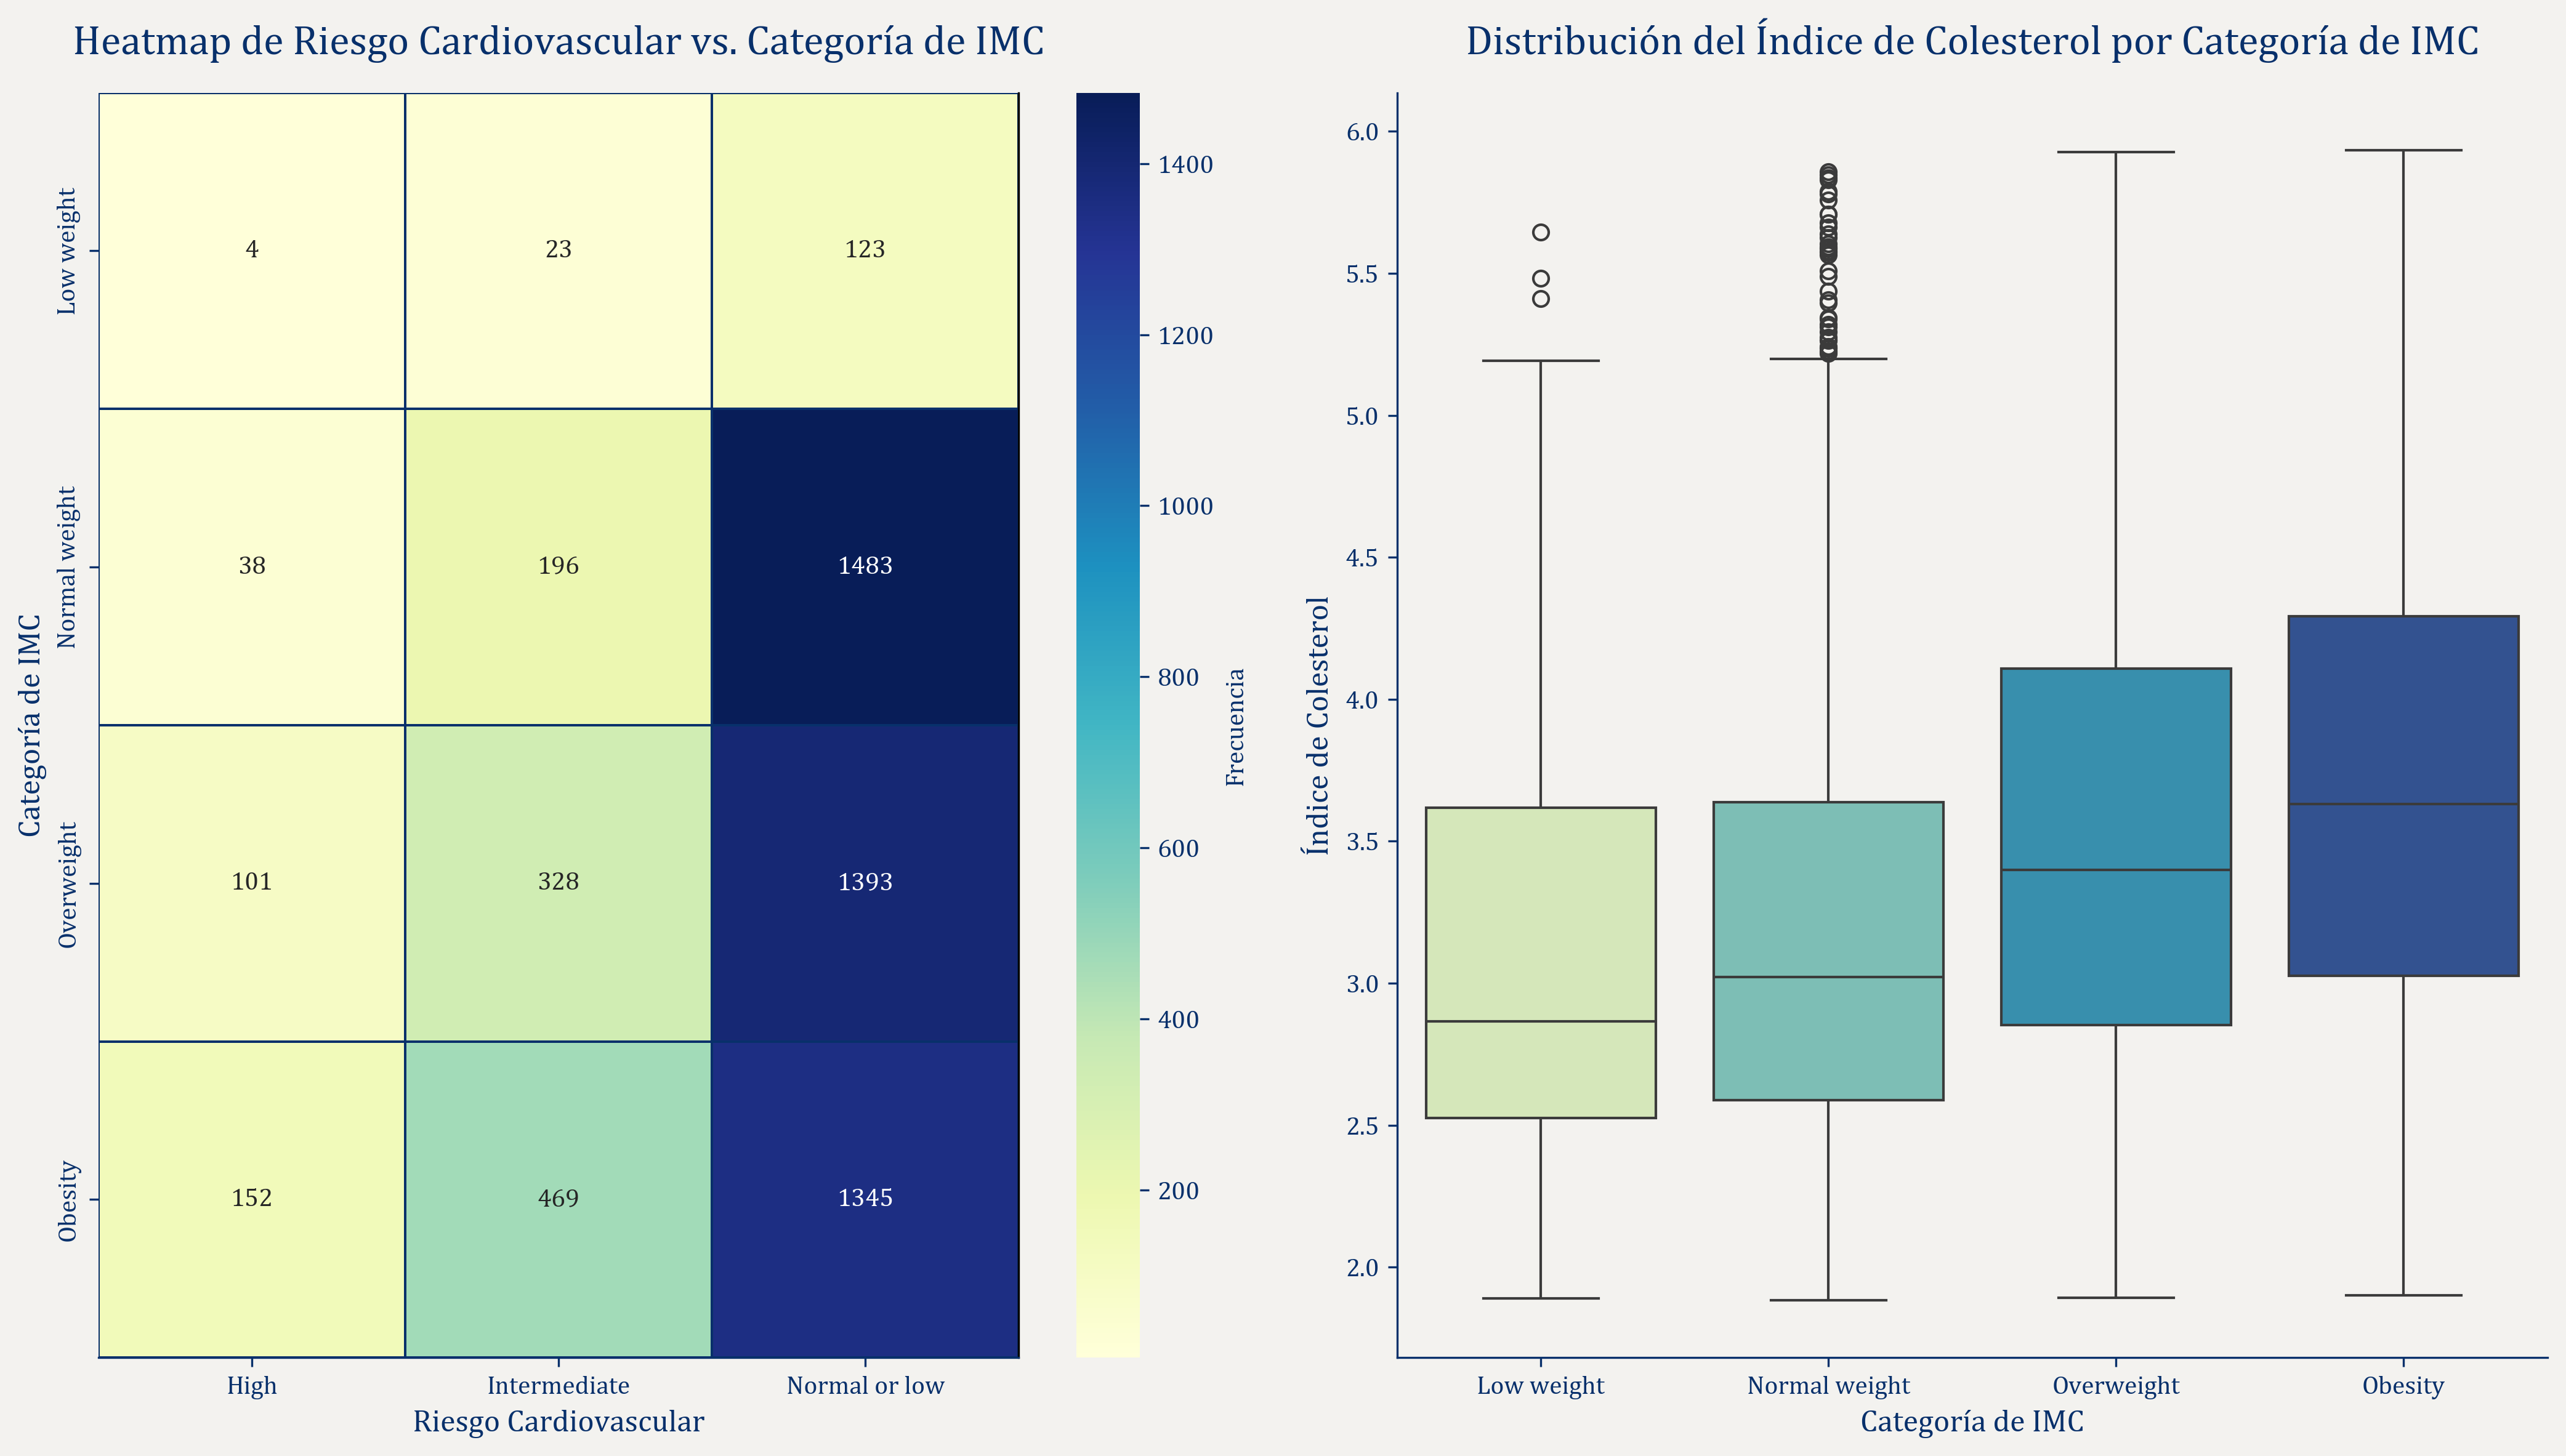 Heatmap de Riesgo Cardiovascular vs. Categoría de IMC
Categoría de IMC
Low weight
4
23
123
Normal weight
38
196
1483
Overweight
101
328
1393
Obesity
152
469
1345
High
Intermediate
Normal or low
Riesgo Cardiovascular
1400
1200
1000
800
600
400
200
Frecuencia
Distribución del Índice de Colesterol por Categoría de IMC
Índice de Colesterol
6.0
5.5
5.0
4.5
4.0
3.5
3.0
2.5
2.0
Low weight
Normal weight
Overweight
Obesity
Categoría de IMC